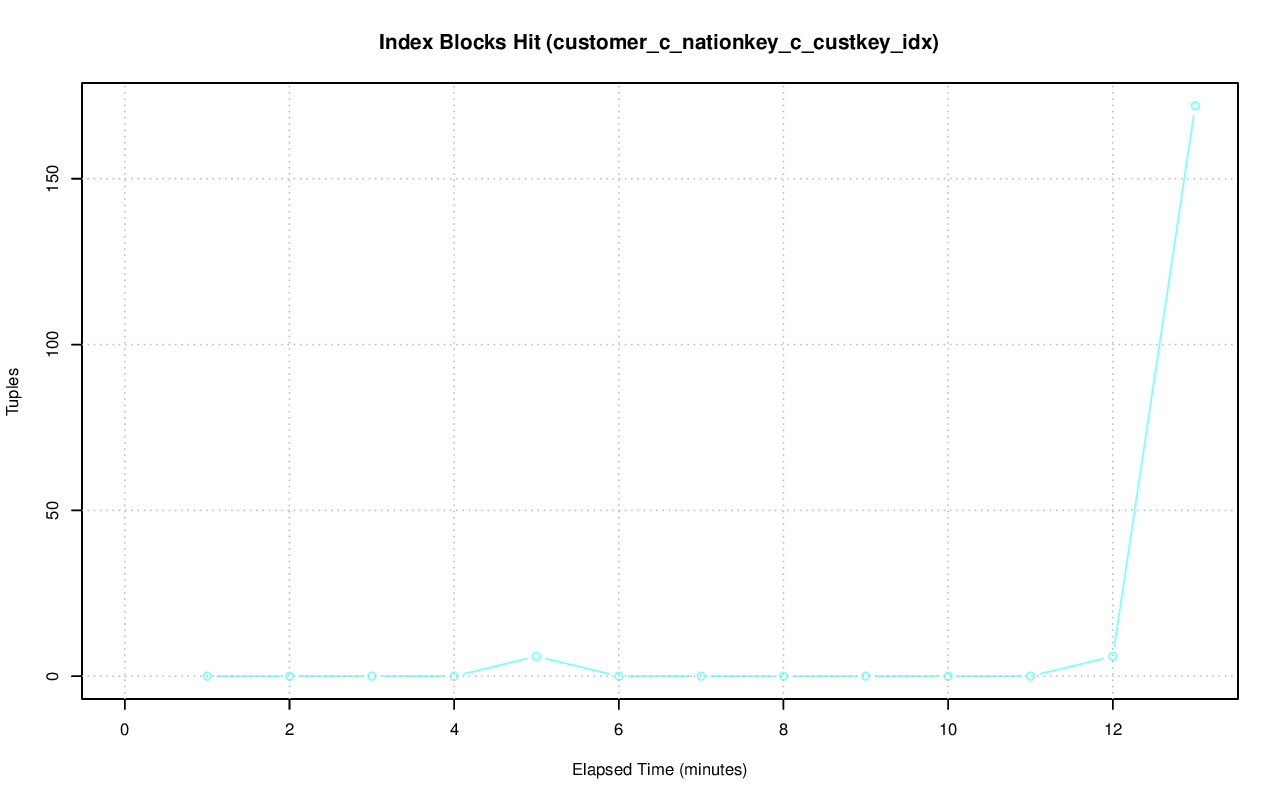 Index Blocks Hit (customer_c_nationkey_c_custkey_idx)
Tuples
150
100
50
0
0 2 4 6 8 10 12
Elapsed Time (minutes)